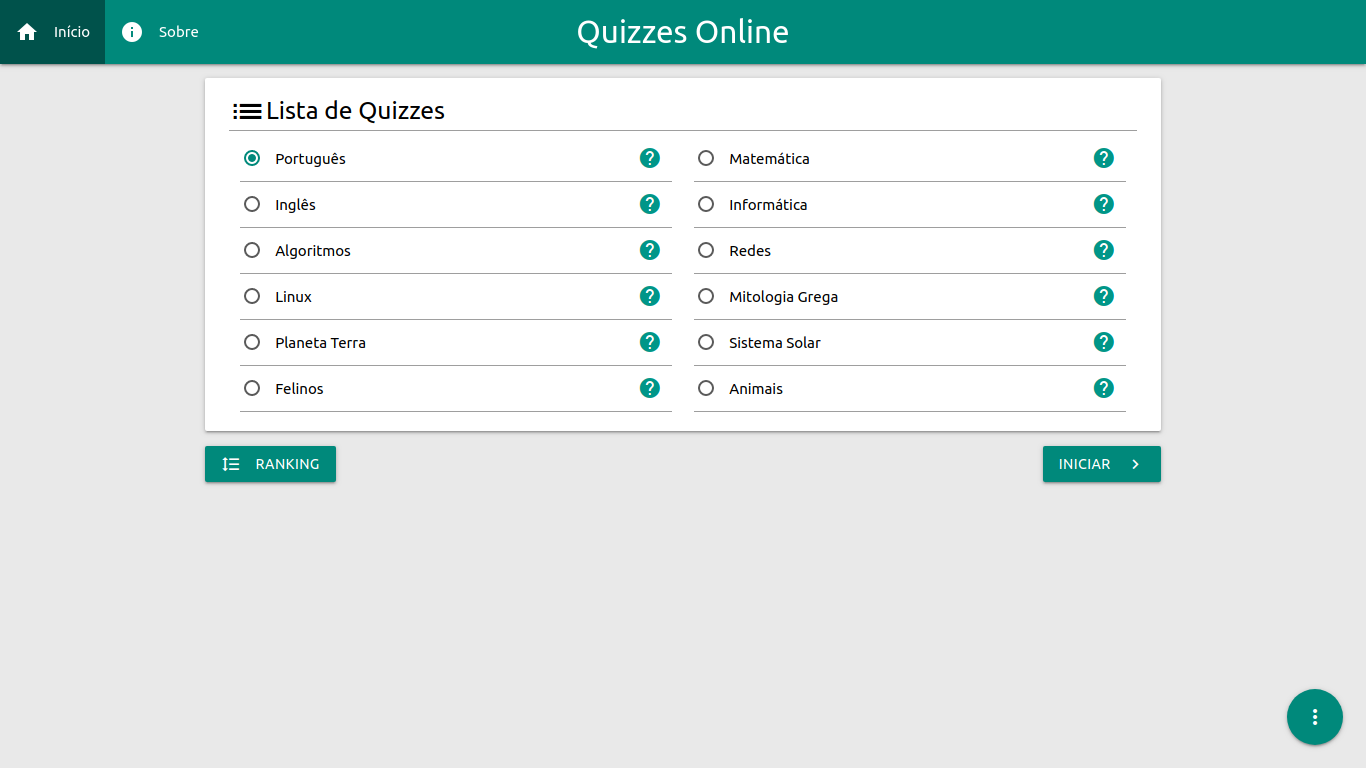 Início
Sobre
Quizzes Online
Lista de Quizzes
Português
Matemática
Inglês
Informática
Algoritmos
Redes
Linux
Mitologia Grega
Planeta Terra
Sistema Solar
Felinos
Animais
RANKING
INICIAR